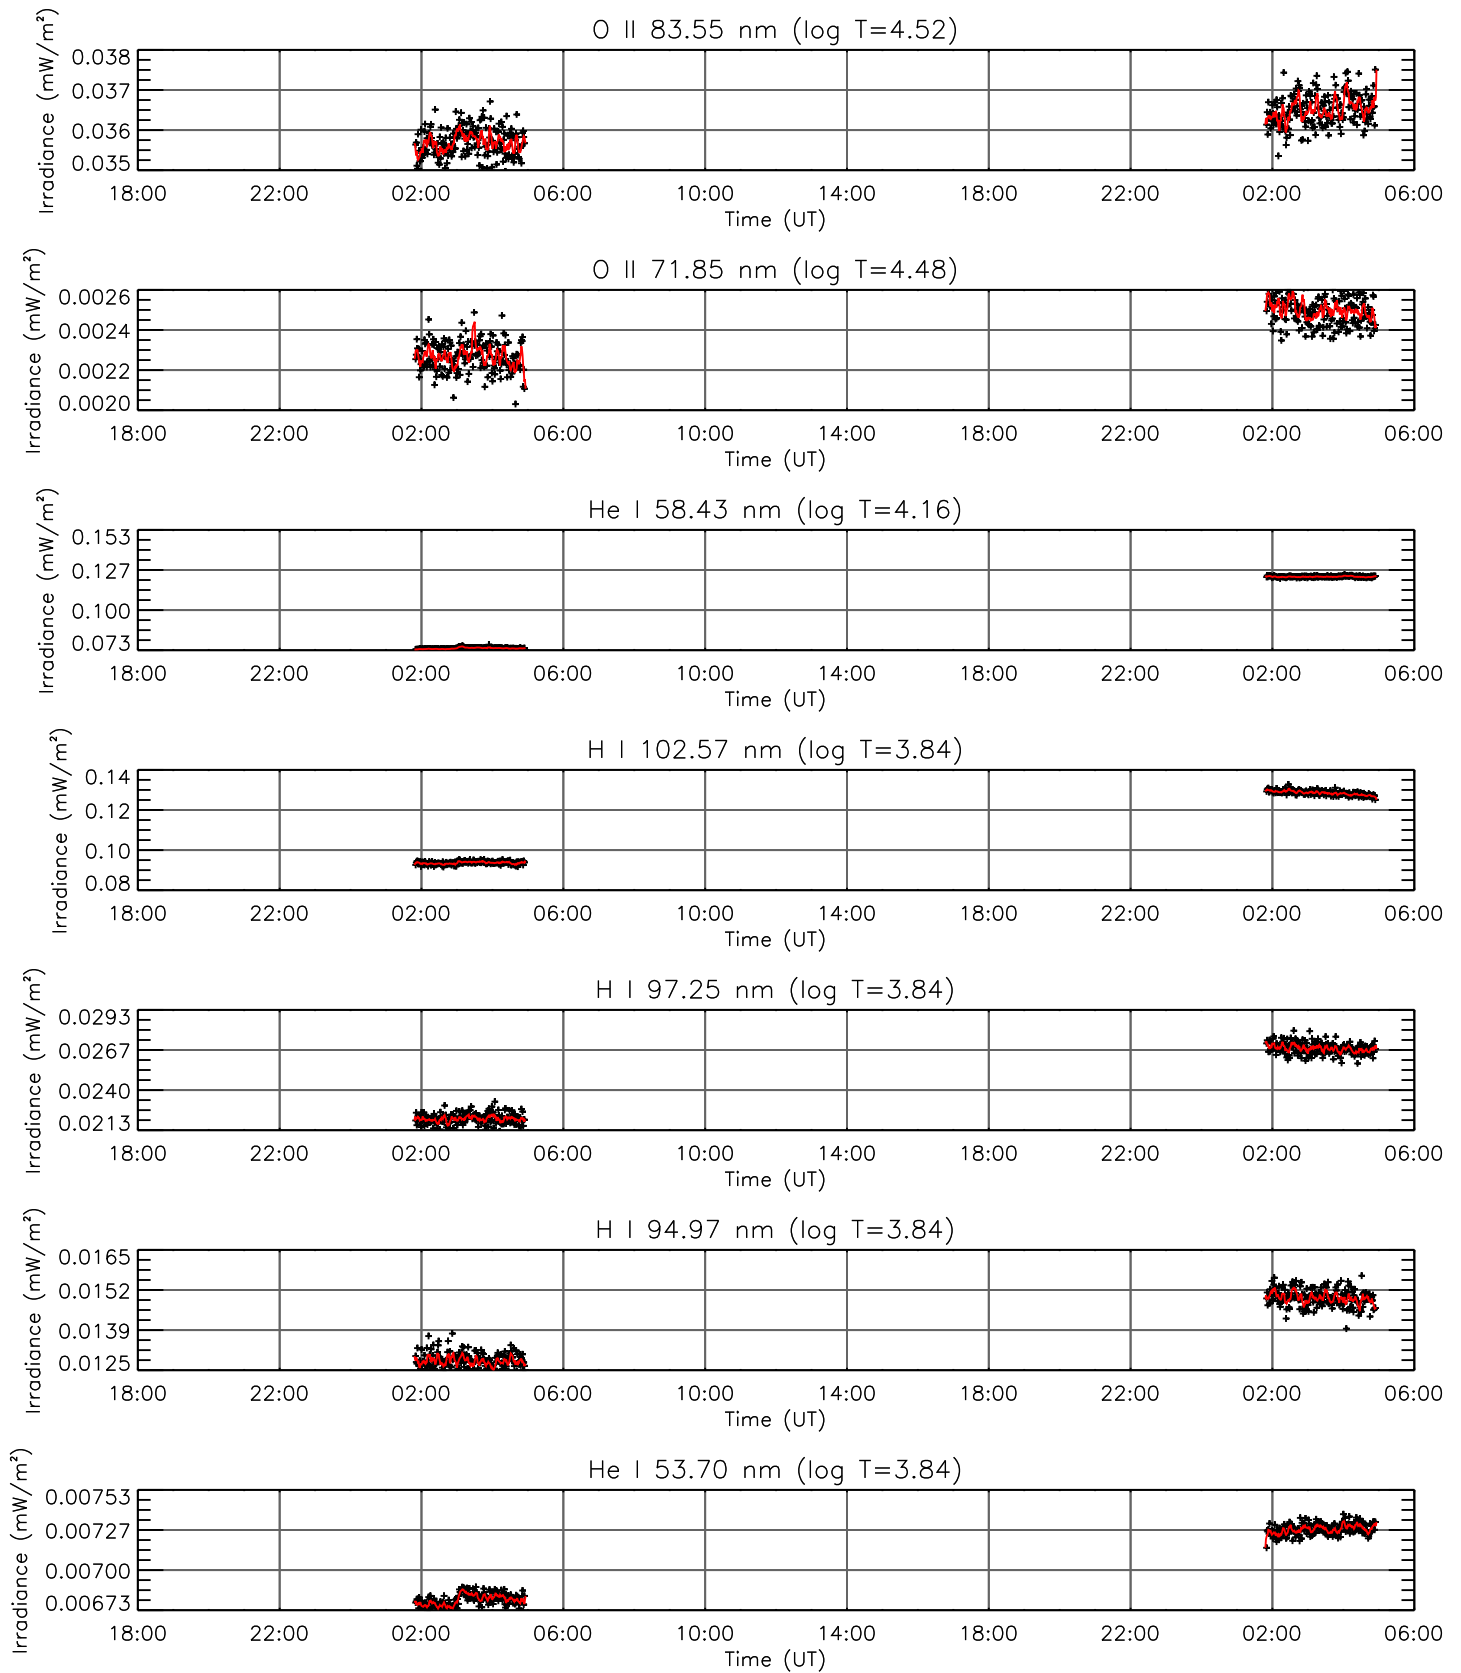 O II 83.55 nm (log T=4.52)
Irradiance (mW/m²)
0.038
0.037
0.036
0.035
18:00 22:00 02:00 06:00 10:00 14:00 18:00 22:00 02:00 06:00
Time (UT)
O II 71.85 nm (log T=4.48)
Irradiance (mW/m²)
0.0026
0.0024
0.0022
0.0020
18:00 22:00 02:00 06:00 10:00 14:00 18:00 22:00 02:00 06:00
Time (UT)
He I 58.43 nm (log T=4.16)
Irradiance (mW/m²)
0.153
0.127
0.100
0.073
18:00 22:00 02:00 06:00 10:00 14:00 18:00 22:00 02:00 06:00
Time (UT)
H I 102.57 nm (log T=3.84)
Irradiance (mW/m²)
0.14
0.12
0.10
0.08
18:00 22:00 02:00 06:00 10:00 14:00 18:00 22:00 02:00 06:00
Time (UT)
H I 97.25 nm (log T=3.84)
Irradiance (mW/m²)
0.0293
0.0267
0.0240
0.0213
18:00 22:00 02:00 06:00 10:00 14:00 18:00 22:00 02:00 06:00
Time (UT)
H I 94.97 nm (log T=3.84)
Irradiance (mW/m²)
0.0165
0.0152
0.0139
0.0125
18:00 22:00 02:00 06:00 10:00 14:00 18:00 22:00 02:00 06:00
Time (UT)
He I 53.70 nm (log T=3.84)
Irradiance (mW/m²)
0.00753
0.00727
0.00700
0.00673
18:00 22:00 02:00 06:00 10:00 14:00 18:00 22:00 02:00 06:00
Time (UT)